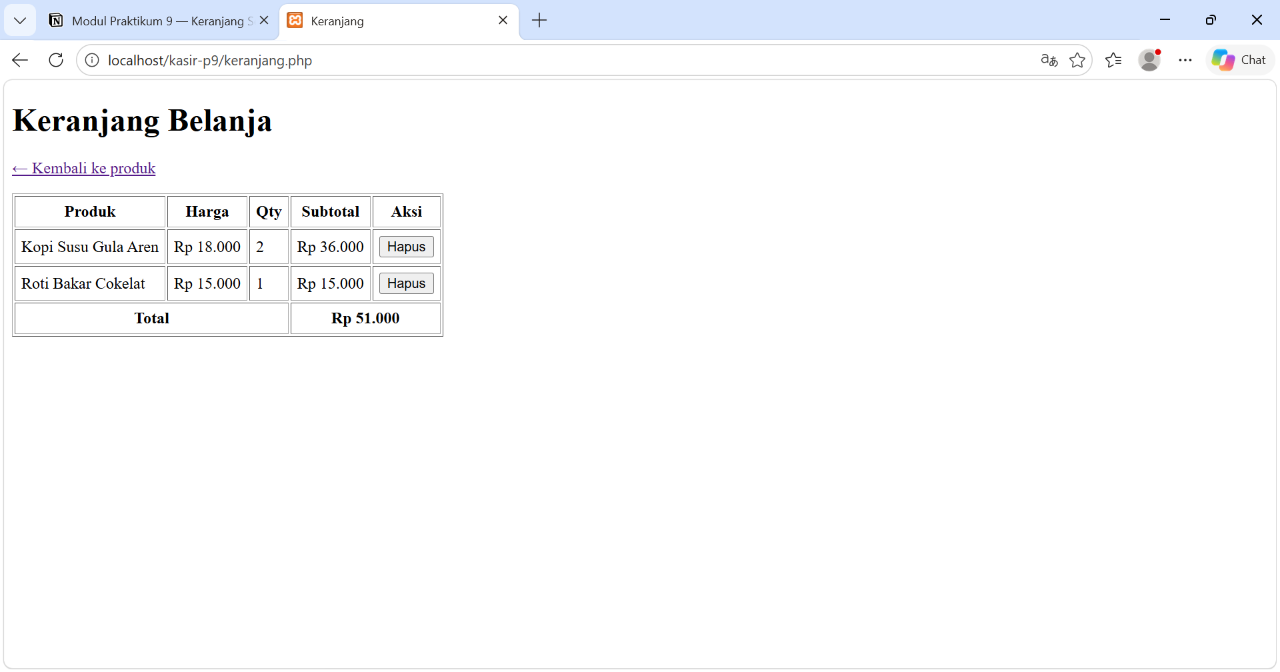 Modul Praktikum 9 — Keranjang S
Keranjang
localhost/kasir-p9/keranjang.php
Chat
Keranjang Belanja
← Kembali ke produk
Produk Harga Qty Subtotal Aksi
Kopi Susu Gula Aren Rp 18.000 2 Rp 36.000 Hapus
Roti Bakar Cokelat Rp 15.000 1 Rp 15.000 Hapus
Total Rp 51.000